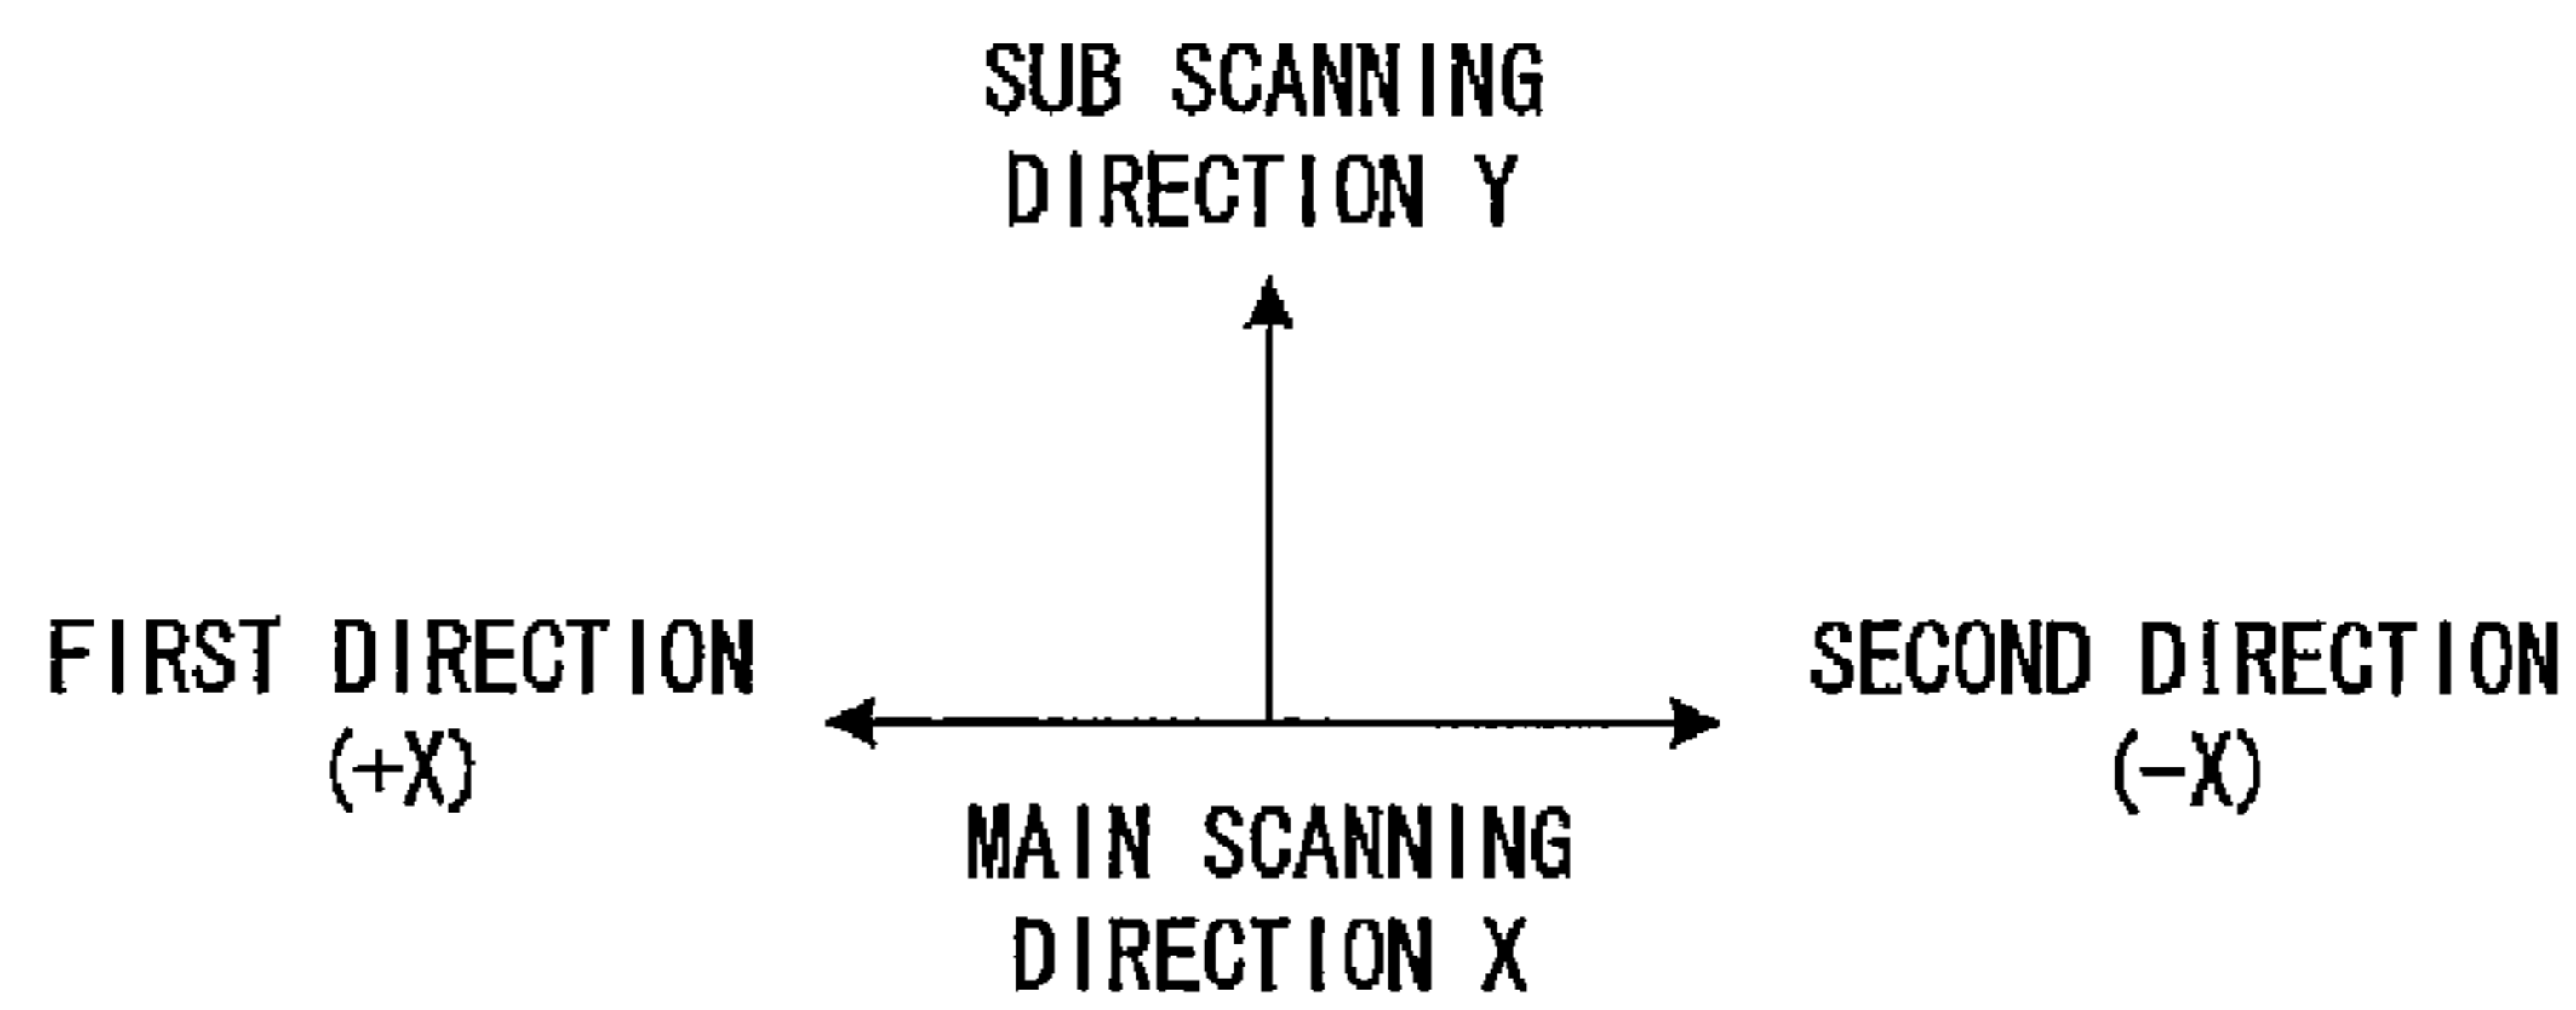 SUB SCANNING
DIRECTION Y
FIRST DIRECTION
(+X)
SECOND DIRECTION
(-X)
MAIN SCANNING
DIRECTION X